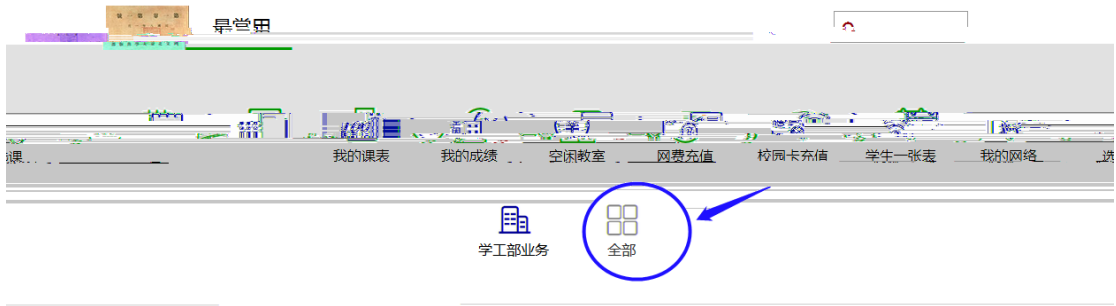 我的课表 我的成绩 空闲教室 网费充值 校园卡充值 学生一张表 我的网络 选
学工部业务 全部